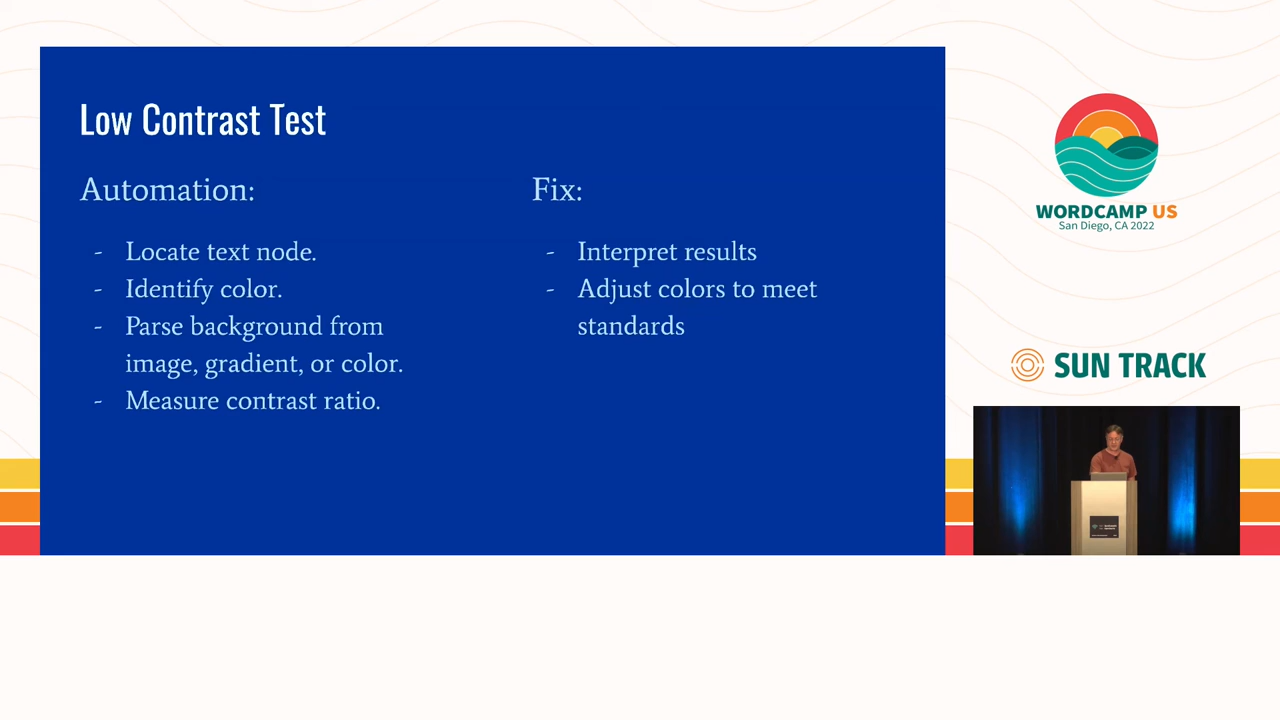 Low Contrast Test
Automation:
- Locate text node.
- Identify color.
- Parse background from
image, gradient, or color.
- Measure contrast ratio.
Fix:
- Interpret results
- Adjust colors to meet
standards
WORDCAMP US
San Diego, CA 2022
SUN TRACK